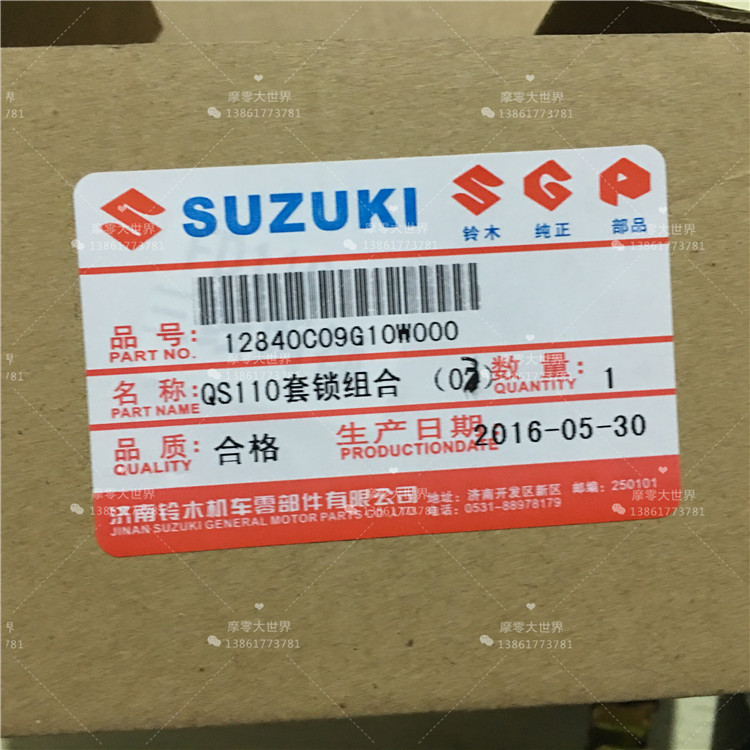 SUZUKI
铃木 纯正 部品
品号: 12840C09G10W000
PART NO.
名称: QS110套锁组合 数量: 1
PART NAME QUANTITY
品质: 合格 生产日期 2016-05-30
QUALITY PRODUCTIONDATE
济南铃木机车零部件有限公司 地址: 济南开发区新区 邮编: 250101
JINAN SUZUKI GENERAL MOTOR PARTS CO.,LTD 电话: 0531-88978179
摩零大世界
13861773781